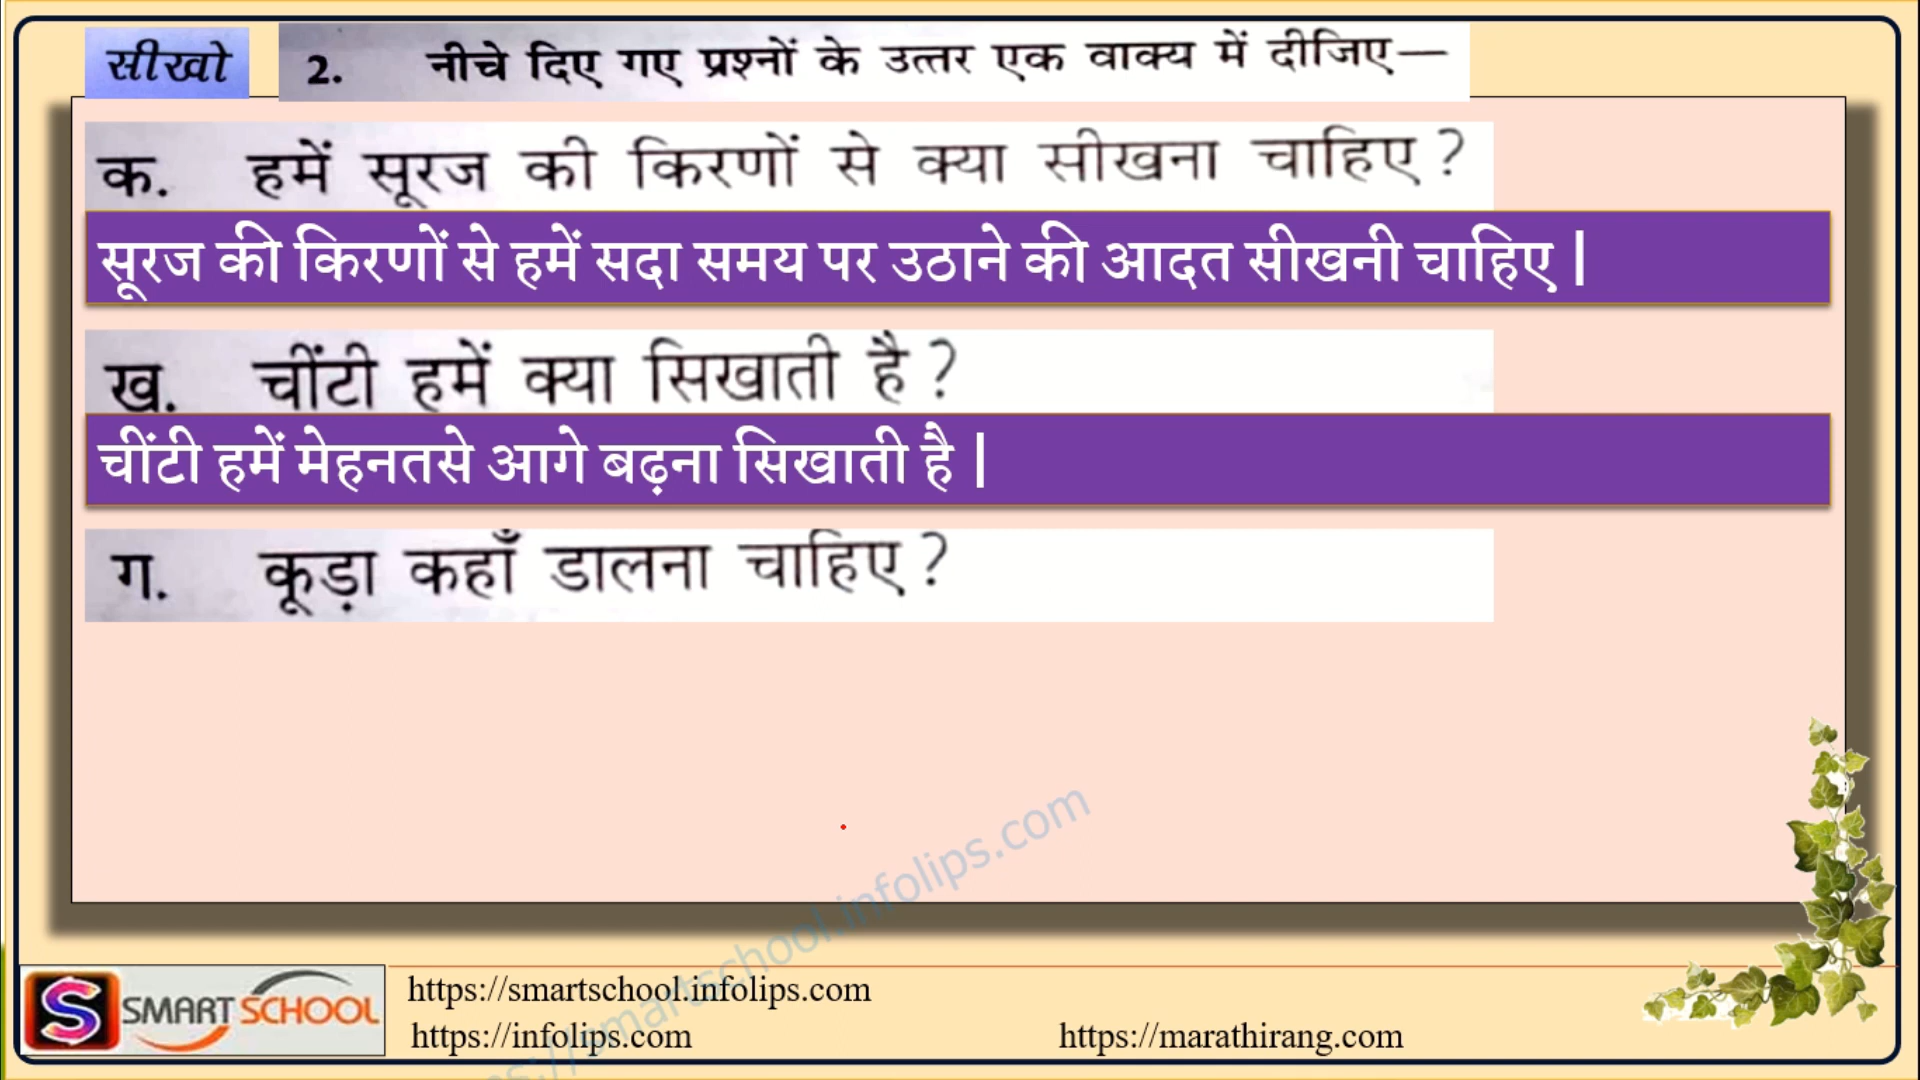 सीखो
2. नीचे दिए गए प्रश्नों के उत्तर एक वाक्य में दीजिए—
क. हमें सूरज की किरणों से क्या सीखना चाहिए?
सूरज की किरणों से हमें सदा समय पर उठाने की आदत सीखनी चाहिए |
ख. चींटी हमें क्या सिखाती है?
चींटी हमें मेहनतसे आगे बढ़ना सिखाती है |
ग. कूड़ा कहाँ डालना चाहिए?
https://smartschool.infolips.com
S SMART SCHOOL
https://smartschool.infolips.com
https://infolips.com
https://marathirang.com